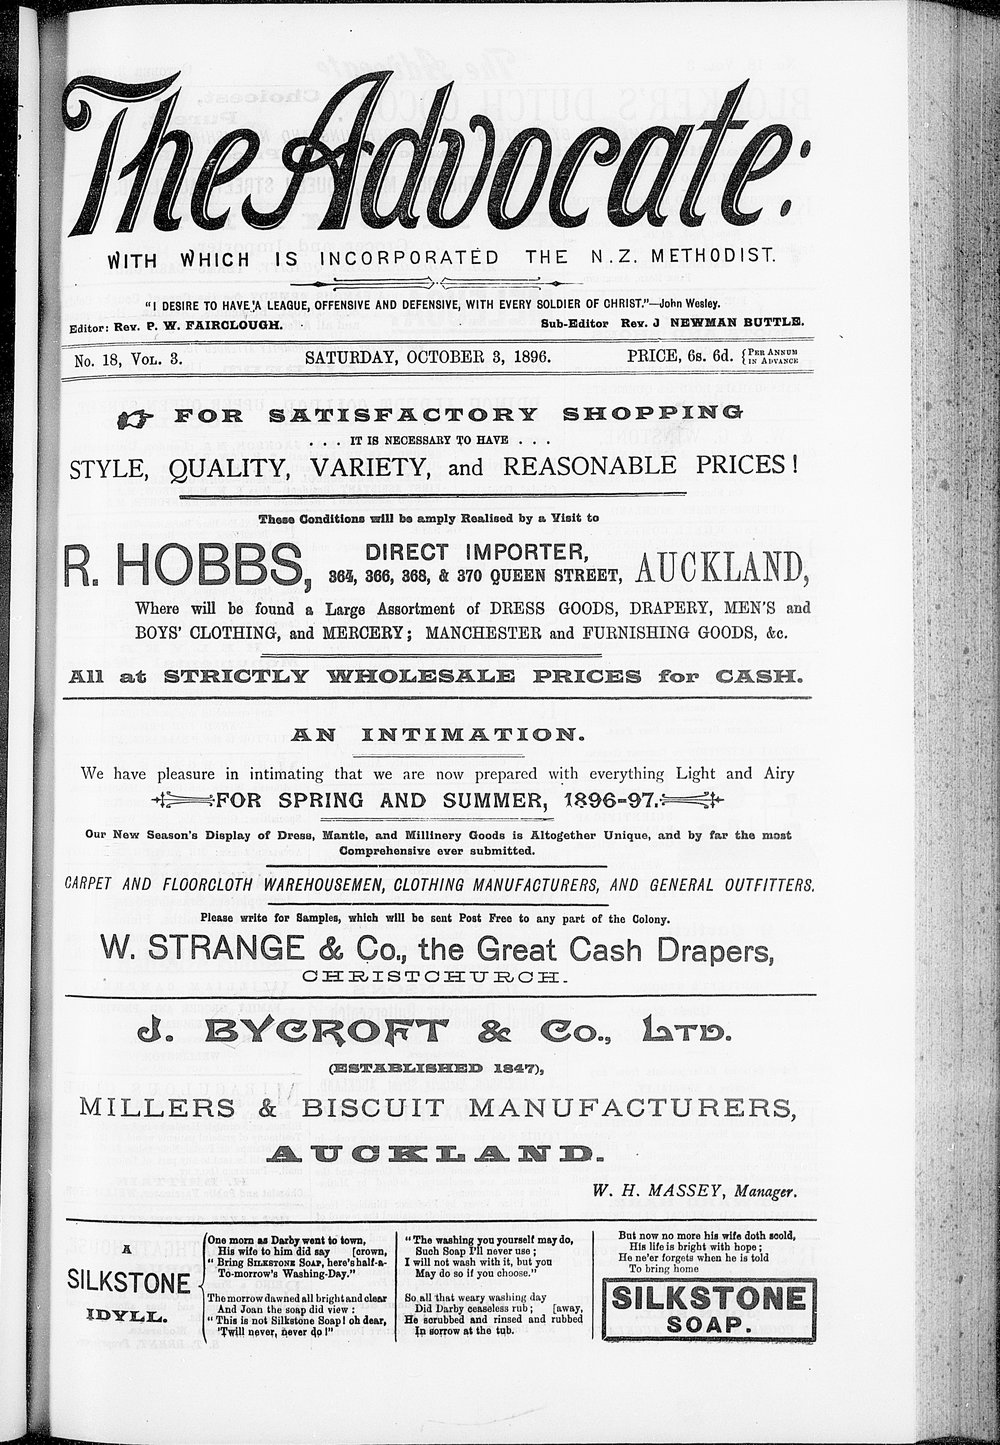 The Advocate:
WITH WHICH IS INCORPORATED THE N.Z. METHODIST.
"I DESIRE TO HAVE A LEAGUE, OFFENSIVE AND DEFENSIVE, WITH EVERY SOLDIER OF CHRIST."—John Wesley.
Editor: Rev. P. W. FAIRCLOUGH. Sub-Editor Rev. J NEWMAN BUTTLE.
No. 18, VOL. 3. SATURDAY, OCTOBER 3, 1896. PRICE, 6s. 6d. {PER ANNUM IN ADVANCE
FOR SATISFACTORY SHOPPING
. . . IT IS NECESSARY TO HAVE . . .
STYLE, QUALITY, VARIETY, and REASONABLE PRICES!
These Conditions will be amply Realised by a Visit to
R. HOBBS, DIRECT IMPORTER, 364, 366, 368, & 370 QUEEN STREET, AUCKLAND,
Where will be found a Large Assortment of DRESS GOODS, DRAPERY, MEN'S and
BOYS' CLOTHING, and MERCERY; MANCHESTER and FURNISHING GOODS, &c.
All at STRICTLY WHOLESALE PRICES for CASH.
AN INTIMATION.
We have pleasure in intimating that we are now prepared with everything Light and Airy
FOR SPRING AND SUMMER, 1896-97.
Our New Season's Display of Dress, Mantle, and Millinery Goods is Altogether Unique, and by far the most
Comprehensive ever submitted.
CARPET AND FLOORCLOTH WAREHOUSEMEN, CLOTHING MANUFACTURERS, AND GENERAL OUTFITTERS.
Please write for Samples, which will be sent Post Free to any part of the Colony.
W. STRANGE & Co., the Great Cash Drapers,
CHRISTCHURCH.
J. BYCROFT & Co., LTD.
(ESTABLISHED 1847),
MILLERS & BISCUIT MANUFACTURERS,
AUCKLAND.
W. H. MASSEY, Manager.
A
SILKSTONE
IDYLL.
One morn as Darby went to town,
His wife to him did say [crown,
"Bring SILKSTONE SOAP, here's half-a-
To-morrow's Washing-Day."
The morrow dawned all bright and clear
And Joan the soap did view:
"This is not Silkstone Soap! oh dear,
'Twill never, never do!"
"The washing you yourself may do,
Such Soap I'll never use;
I will not wash with it, but you
May do so if you choose."
So all that weary washing day
Did Darby ceaseless rub; [away,
He scrubbed and rinsed and rubbed
In sorrow at the tub.
But now no more his wife doth scold,
His life is bright with hope;
He ne'er forgets when he is told
To bring home
SILKSTONE
SOAP.